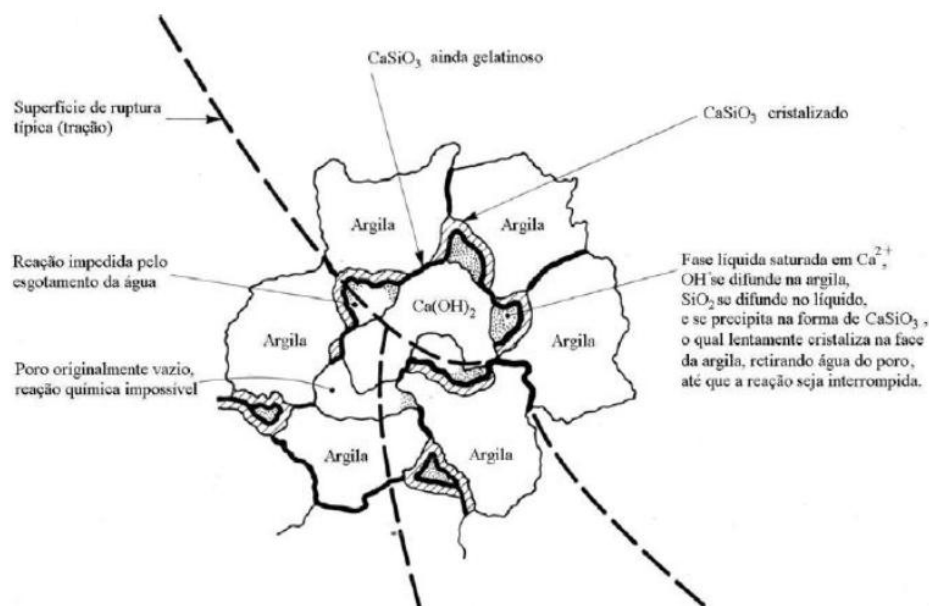 CaSiO₃ ainda gelatinoso
Superfície de ruptura
típica (tração)
CaSiO₃ cristalizado
Argila
Argila
Reação impedida pelo
esgotamento da água
Ca(OH)₂
Fase líquida saturada em Ca²⁺,
OH⁻se difunde na argila,
SiO₂ se difunde no líquido,
e se precipita na forma de CaSiO₃ ,
o qual lentamente cristaliza na face
da argila, retirando água do poro,
até que a reação seja interrompida.
Argila
Argila
Poro originalmente vazio,
reação química impossível
Argila
Argila